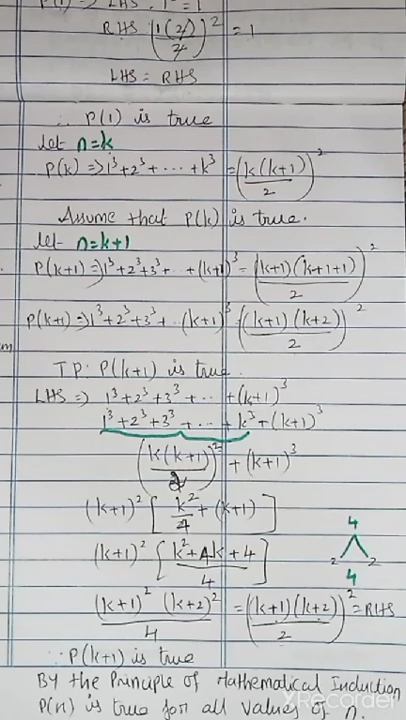 P(1) => LHS 1³ = 1
RHS (1(2)/2)² = 1
LHS = RHS
∴ P(1) is true
let n=k
P(k) => 1³+2³+ ··· +k³ = (k(k+1)/2)²
Assume that P(k) is true.
let n=k+1
P(k+1) => 1³+2³+3³+ ·· +(k+1)³ = ((k+1)(k+1+1)/2)²
P(k+1) => 1³+2³+3³+ ··(k+1)³ ((k+1)(k+2)/2)²
TP: P(k+1) is true.
LHS => 1³+2³+3³+ ·· +(k+1)³
1³+2³+3³+ ·· +k³+(k+1)³
(k(k+1)/2)² + (k+1)³
(k+1)² [k²/4 + (k+1)]
(k+1)² [k²+4k+4/4]
4
2 2
4
(k+1)² (k+2)²/4 = ((k+1)(k+2)/2)² = RHS
∴ P(k+1) is true
By the Principle of Mathematical Induction
P(n) is true for all values of n.
YRecorder